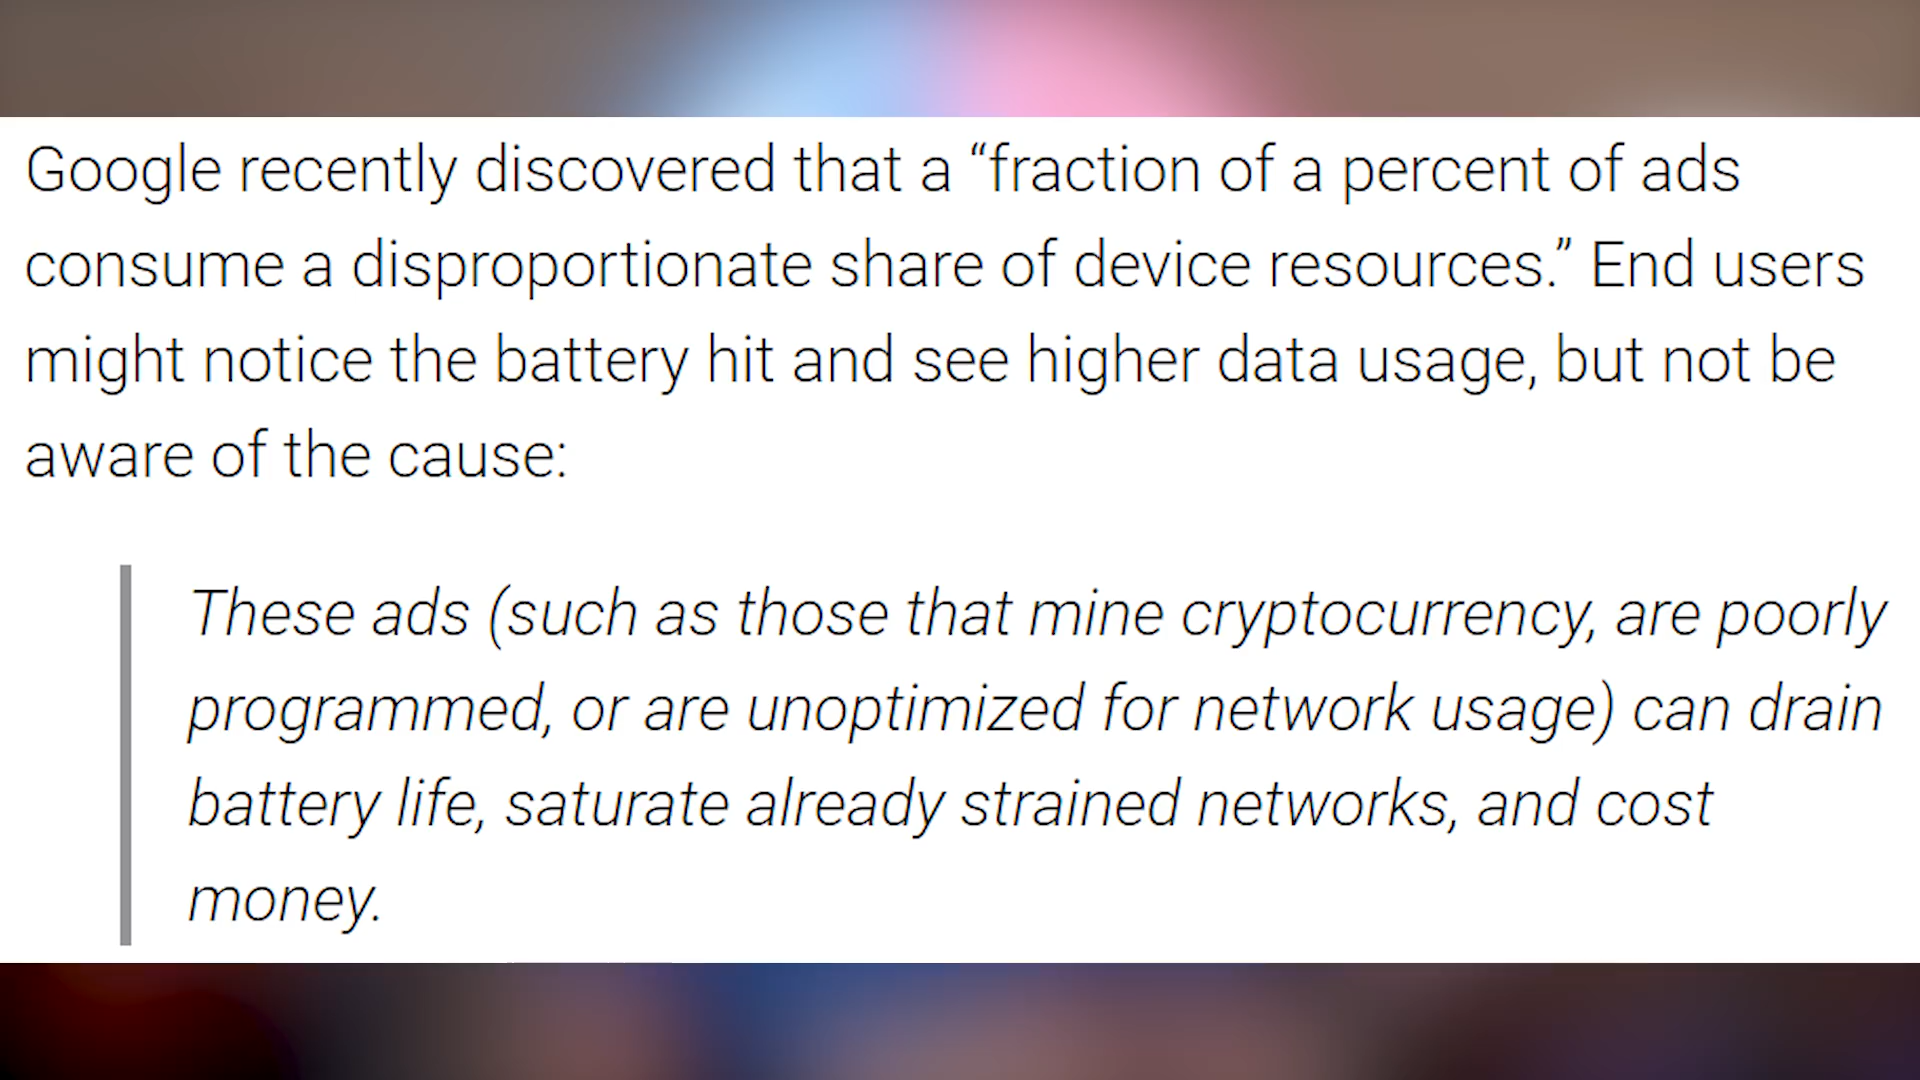 Google recently discovered that a “fraction of a percent of ads
consume a disproportionate share of device resources.” End users
might notice the battery hit and see higher data usage, but not be
aware of the cause:
These ads (such as those that mine cryptocurrency, are poorly
programmed, or are unoptimized for network usage) can drain
battery life, saturate already strained networks, and cost
money.